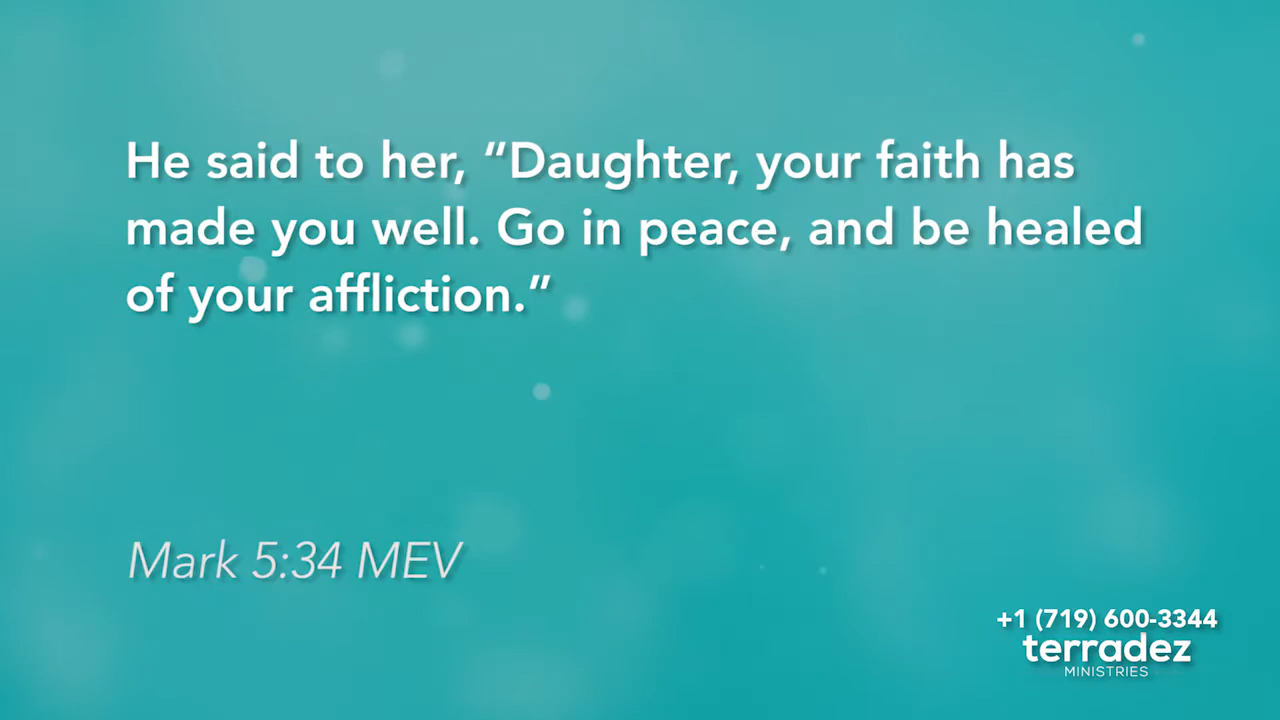 He said to her, “Daughter, your faith has
made you well. Go in peace, and be healed
of your affliction.”
Mark 5:34 MEV
+1 (719) 600-3344
terradez
MINISTRIES